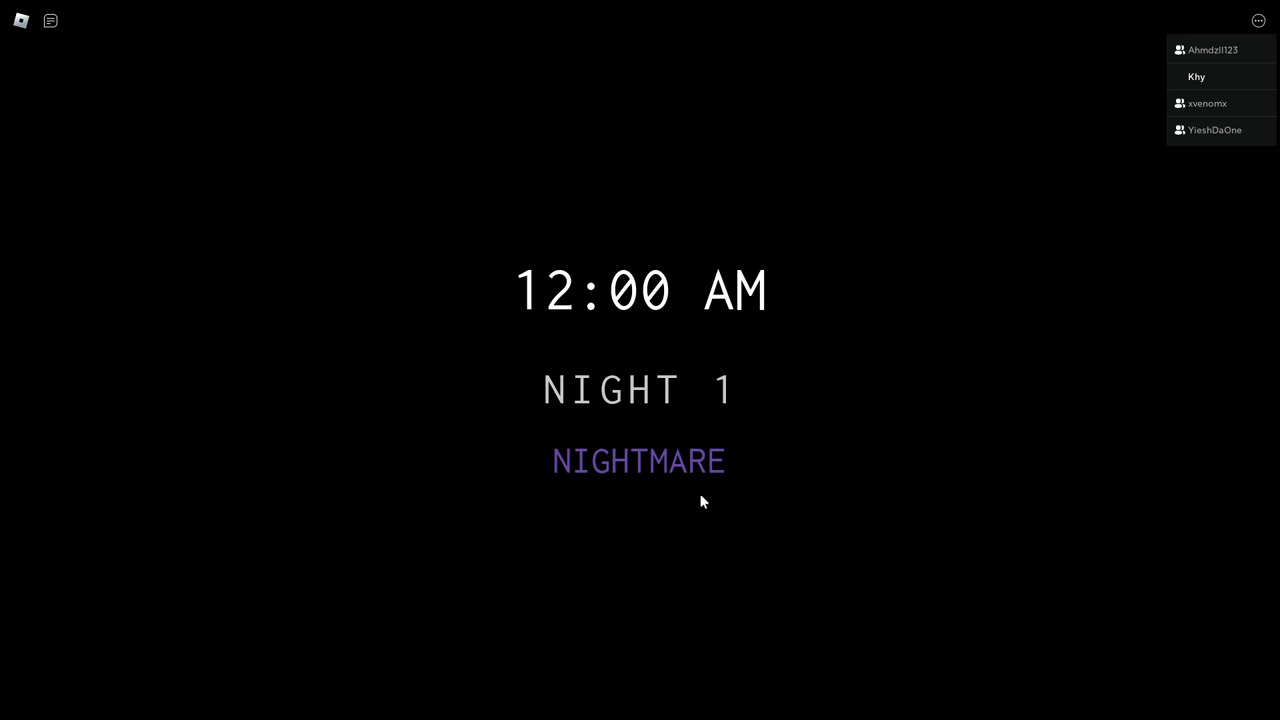 Ahmdzll123
Khy
xvenomx
YieshDaOne
12:00 AM
NIGHT 1
NIGHTMARE